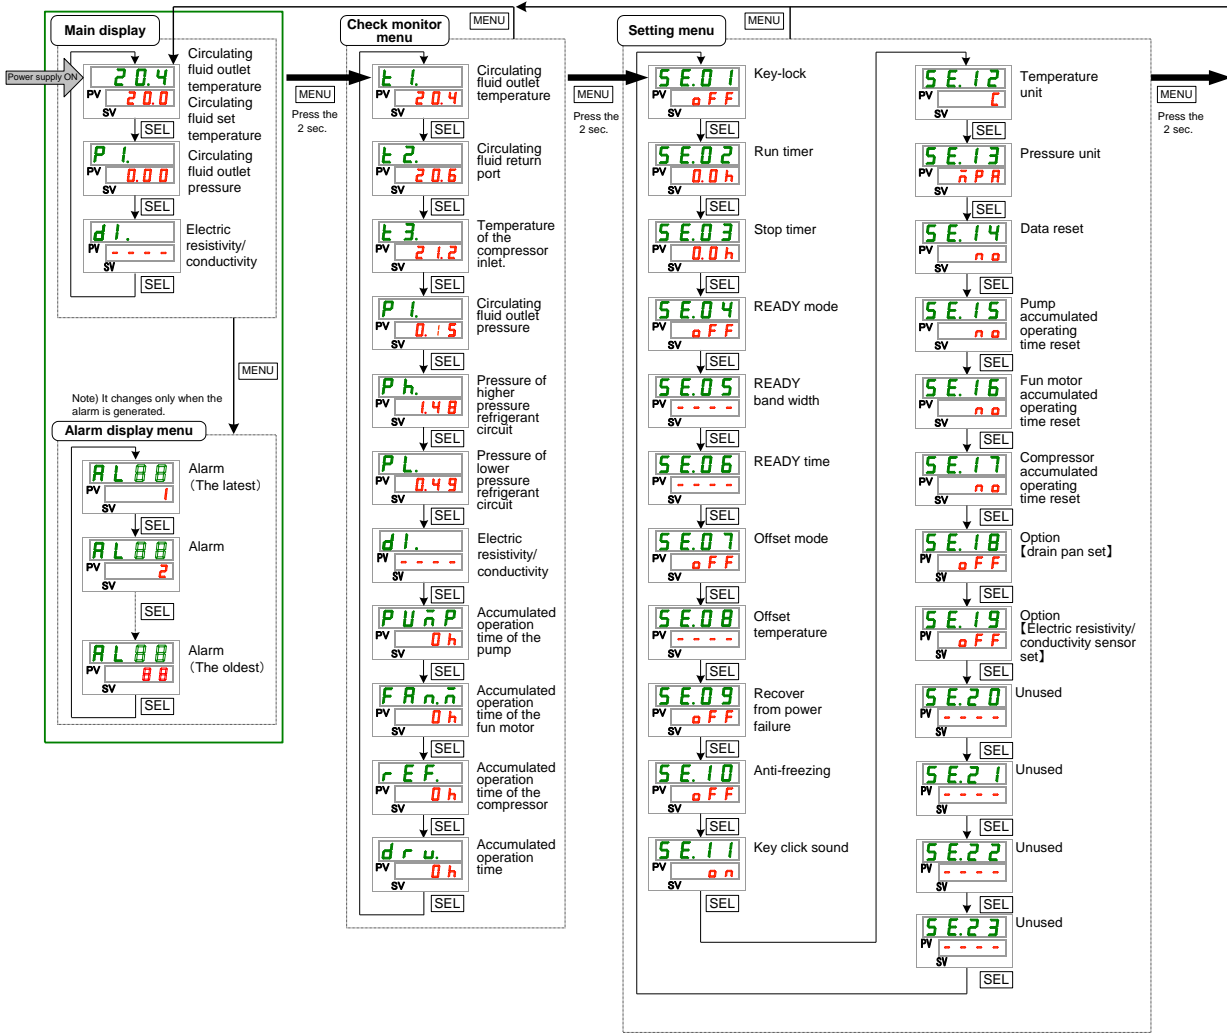 MENU
MENU
Main display
Power supply ON
20.4
PV
20.0
SV
Circulating
fluid outlet
temperature
Circulating
fluid set
temperature
SEL
P 1.
PV
0.00
SV
Circulating
fluid outlet
pressure
SEL
d1.
PV
- - - -
SV
Electric
resistivity/
conductivity
SEL
MENU
Note) It changes only when the
alarm is generated.
Alarm display menu
AL88
PV
1
SV
Alarm
（The latest）
SEL
AL88
PV
2
SV
Alarm
SEL
AL88
PV
88
SV
Alarm
（The oldest）
SEL
MENU
Press the
2 sec.
Check monitor
menu
t 1.
PV
20.4
SV
Circulating
fluid outlet
temperature
SEL
t 2.
PV
20.6
SV
Circulating
fluid return
port
SEL
t 3.
PV
21.2
SV
Temperature
of the
compressor
inlet.
SEL
P 1.
PV
0.15
SV
Circulating
fluid outlet
pressure
SEL
P h.
PV
1.48
SV
Pressure of
higher
pressure
refrigerant
circuit
SEL
P L.
PV
0.49
SV
Pressure of
lower
pressure
refrigerant
circuit
SEL
d1.
PV
- - - -
SV
Electric
resistivity/
conductivity
SEL
PUn̄P
PV
0h
SV
Accumulated
operation
time of the
pump
SEL
FAn.n̄
PV
0h
SV
Accumulated
operation
time of the
fun motor
SEL
rEF.
PV
0h
SV
Accumulated
operation
time of the
compressor
SEL
dru.
PV
0h
SV
Accumulated
operation
time
SEL
MENU
Press the
2 sec.
Setting menu
SE.01
PV
oFF
SV
Key-lock
SEL
SE.02
PV
0.0h
SV
Run timer
SEL
SE.03
PV
0.0h
SV
Stop timer
SEL
SE.04
PV
oFF
SV
READY mode
SEL
SE.05
PV
- - - -
SV
READY
band width
SEL
SE.06
PV
- - - -
SV
READY time
SEL
SE.07
PV
oFF
SV
Offset mode
SEL
SE.08
PV
- - - -
SV
Offset
temperature
SEL
SE.09
PV
oFF
SV
Recover
from power
failure
SEL
SE.10
PV
oFF
SV
Anti-freezing
SEL
SE.11
PV
on
SV
Key click sound
SEL
SE.12
PV
C
SV
Temperature
unit
SEL
SE.13
PV
n̄PA
SV
Pressure unit
SEL
SE.14
PV
no
SV
Data reset
SEL
SE.15
PV
no
SV
Pump
accumulated
operating
time reset
SEL
SE.16
PV
no
SV
Fun motor
accumulated
operating
time reset
SEL
SE.17
PV
no
SV
Compressor
accumulated
operating
time reset
SEL
SE.18
PV
oFF
SV
Option
【drain pan set】
SEL
SE.19
PV
oFF
SV
Option
【Electric resistivity/
conductivity sensor
set】
SEL
SE.20
PV
- - - -
SV
Unused
SEL
SE.21
PV
- - - -
SV
Unused
SEL
SE.22
PV
- - - -
SV
Unused
SEL
SE.23
PV
- - - -
SV
Unused
SEL
MENU
Press the
2 sec.